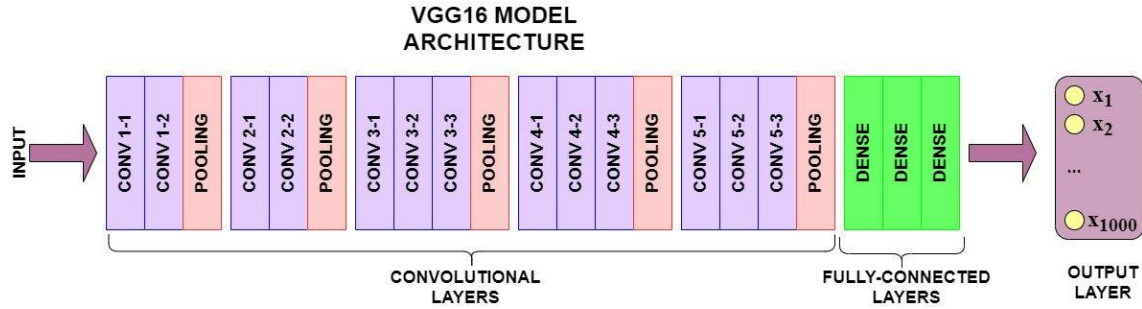 VGG16 MODEL
ARCHITECTURE
INPUT
CONV 1-1
CONV 1-2
POOLING
CONV 2-1
CONV 2-2
POOLING
CONV 3-1
CONV 3-2
CONV 3-3
POOLING
CONV 4-1
CONV 4-2
CONV 4-3
POOLING
CONV 5-1
CONV 5-2
CONV 5-3
POOLING
DENSE
DENSE
DENSE
x1
x2
...
x1000
CONVOLUTIONAL
LAYERS
FULLY-CONNECTED
LAYERS
OUTPUT
LAYER